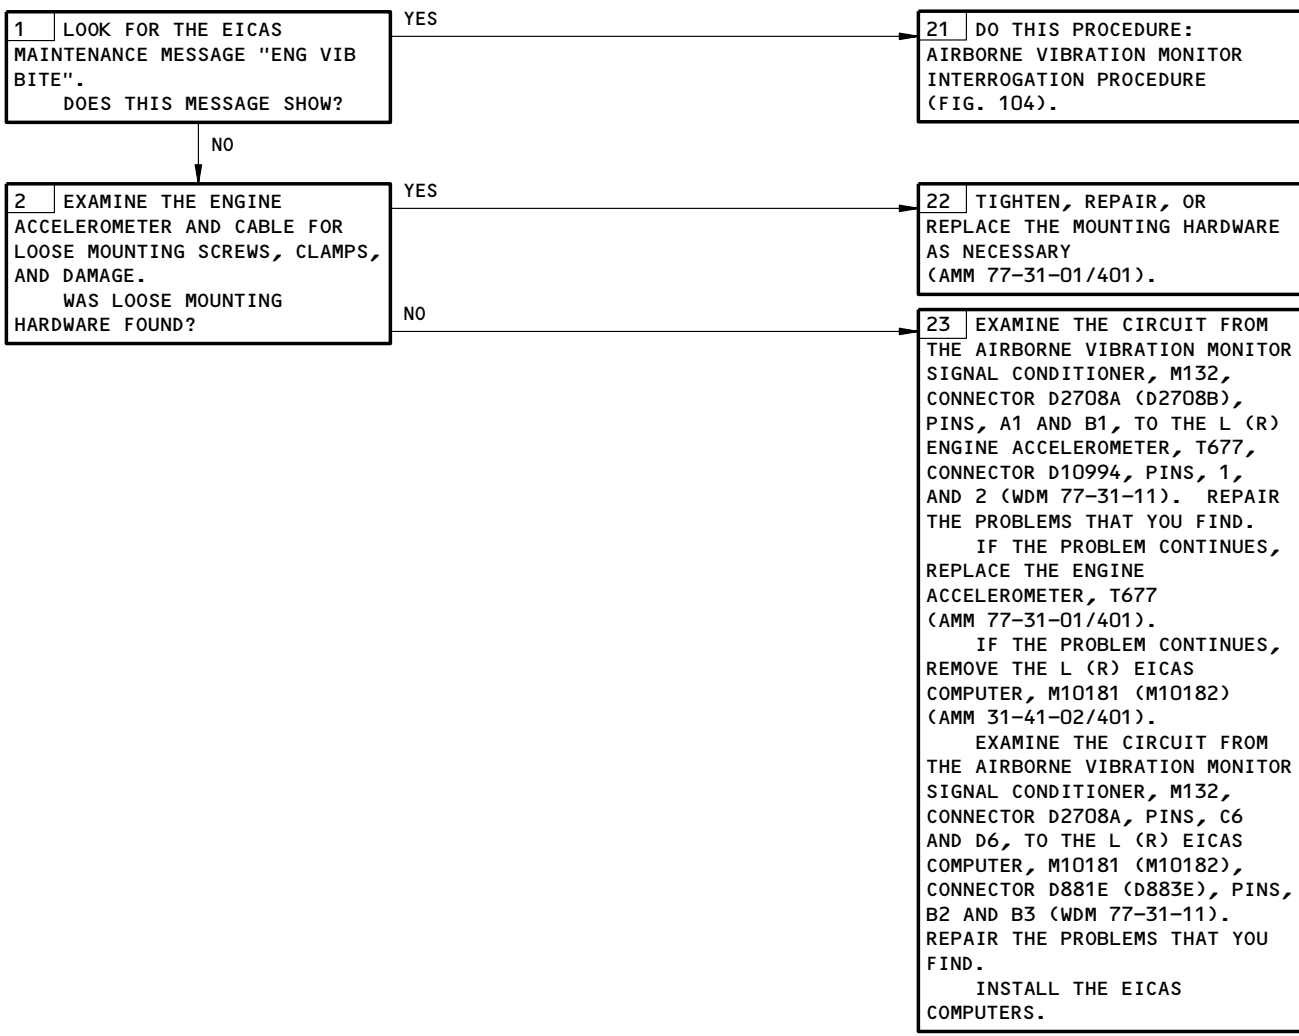 1 LOOK FOR THE EICAS
MAINTENANCE MESSAGE "ENG VIB
BITE".
DOES THIS MESSAGE SHOW?
YES
21 DO THIS PROCEDURE:
AIRBORNE VIBRATION MONITOR
INTERROGATION PROCEDURE
(FIG. 104).
NO
2 EXAMINE THE ENGINE
ACCELEROMETER AND CABLE FOR
LOOSE MOUNTING SCREWS, CLAMPS,
AND DAMAGE.
WAS LOOSE MOUNTING
HARDWARE FOUND?
YES
22 TIGHTEN, REPAIR, OR
REPLACE THE MOUNTING HARDWARE
AS NECESSARY
(AMM 77-31-01/401).
NO
23 EXAMINE THE CIRCUIT FROM
THE AIRBORNE VIBRATION MONITOR
SIGNAL CONDITIONER, M132,
CONNECTOR D2708A (D2708B),
PINS, A1 AND B1, TO THE L (R)
ENGINE ACCELEROMETER, T677,
CONNECTOR D10994, PINS, 1,
AND 2 (WDM 77-31-11). REPAIR
THE PROBLEMS THAT YOU FIND.
IF THE PROBLEM CONTINUES,
REPLACE THE ENGINE
ACCELEROMETER, T677
(AMM 77-31-01/401).
IF THE PROBLEM CONTINUES,
REMOVE THE L (R) EICAS
COMPUTER, M10181 (M10182)
(AMM 31-41-02/401).
EXAMINE THE CIRCUIT FROM
THE AIRBORNE VIBRATION MONITOR
SIGNAL CONDITIONER, M132,
CONNECTOR D2708A, PINS, C6
AND D6, TO THE L (R) EICAS
COMPUTER, M10181 (M10182),
CONNECTOR D881E (D883E), PINS,
B2 AND B3 (WDM 77-31-11).
REPAIR THE PROBLEMS THAT YOU
FIND.
INSTALL THE EICAS
COMPUTERS.